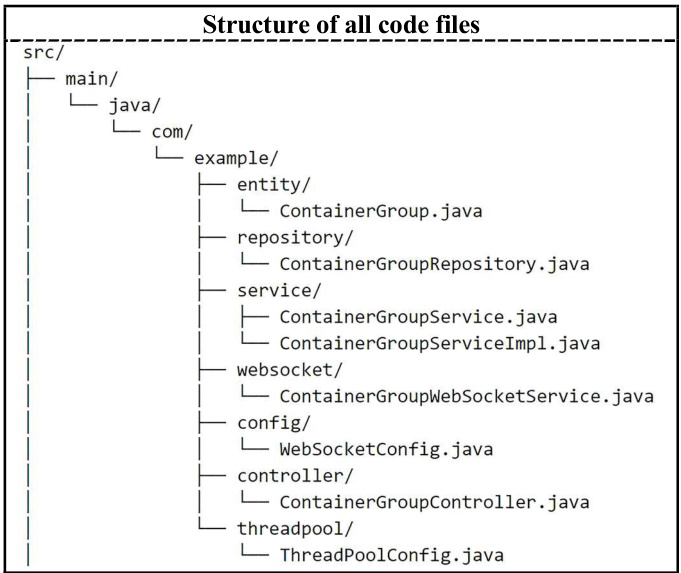 Structure of all code files
src/
├── main/
│   └── java/
│       └── com/
│           └── example/
│               ├── entity/
│               │   └── ContainerGroup.java
│               ├── repository/
│               │   └── ContainerGroupRepository.java
│               ├── service/
│               │   ├── ContainerGroupService.java
│               │   └── ContainerGroupServiceImpl.java
│               ├── websocket/
│               │   └── ContainerGroupWebSocketService.java
│               ├── config/
│               │   └── WebSocketConfig.java
│               ├── controller/
│               │   └── ContainerGroupController.java
│               └── threadpool/
│                   └── ThreadPoolConfig.java